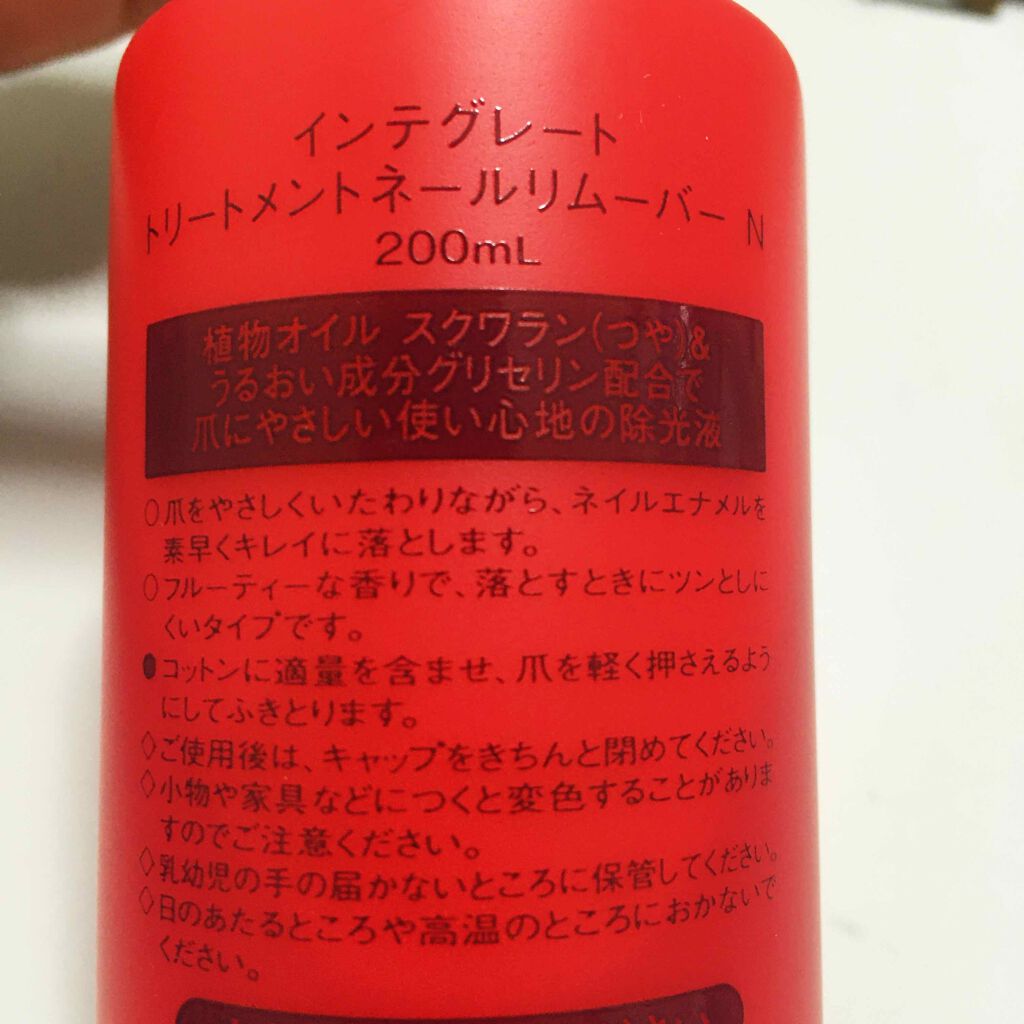 インテグレート
トリートメントネールリムーバー N
200mL
植物オイル スクワラン(つや)&
うるおい成分グリセリン配合で
爪にやさしい使い心地の除光液
○爪をやさしくいたわりながら、ネイルエナメルを
素早くキレイに落とします。
○フルーティーな香りで、落とすときにツンとしに
くいタイプです。
●コットンに適量を含ませ、爪を軽く押さえるよう
にしてふきとります。
◇ご使用後は、キャップをきちんと閉めてください。
◇小物や家具などにつくと変色することがありま
すのでご注意ください。
◇乳幼児の手の届かないところに保管してください。
◇日のあたるところや高温のところにおかないで
ください。